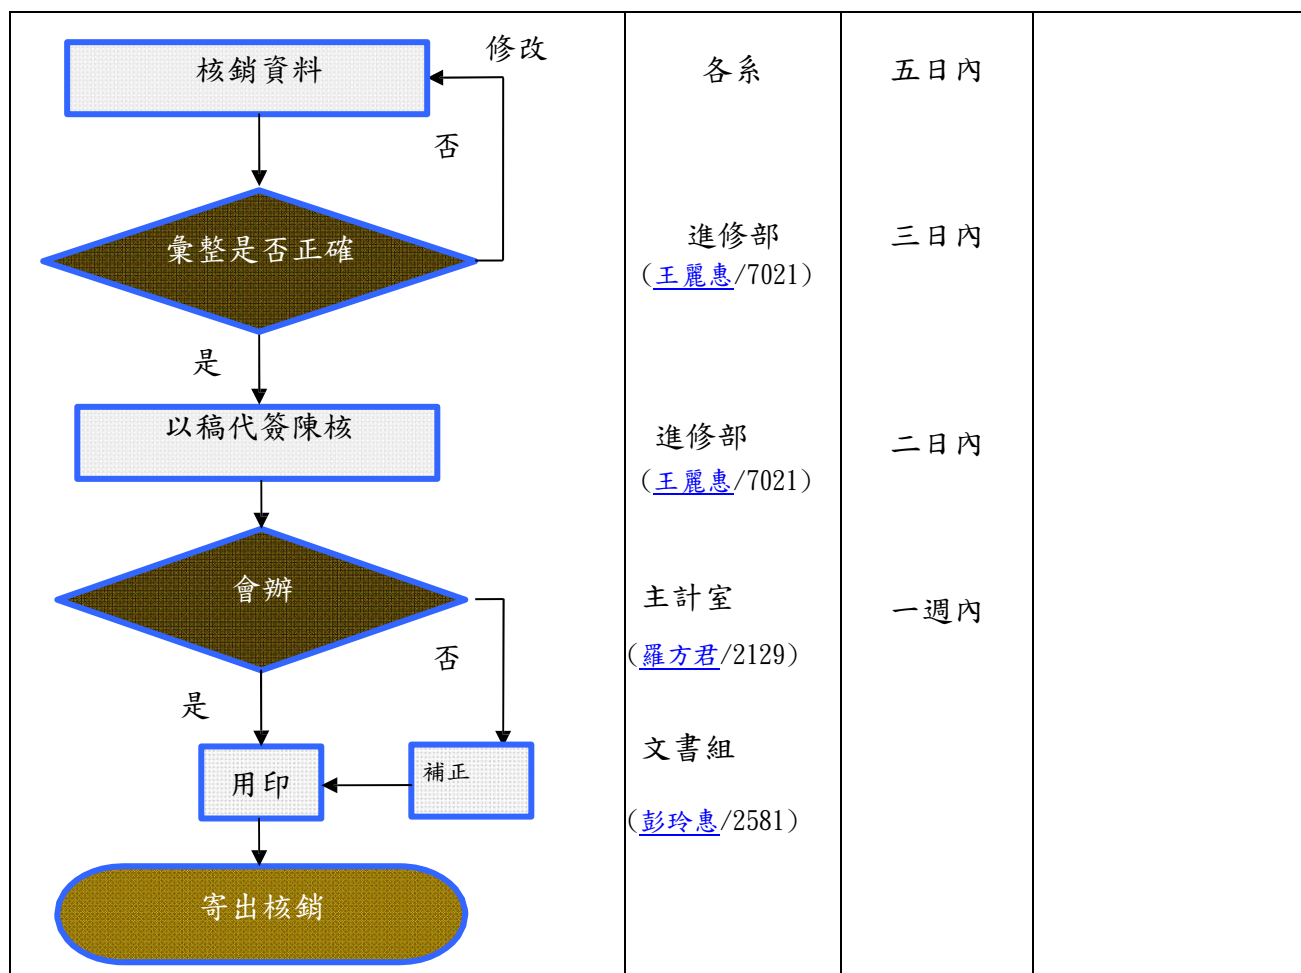 修改
核銷資料
各系
五日內
否
彙整是否正確
進修部
三日內
(王麗惠/7021)
是
以稿代簽陳核
進修部
二日內
(王麗惠/7021)
會辦
主計室
一週內
否
(羅方君/2129)
是
文書組
用印
補正
(彭玲惠/2581)
寄出核銷